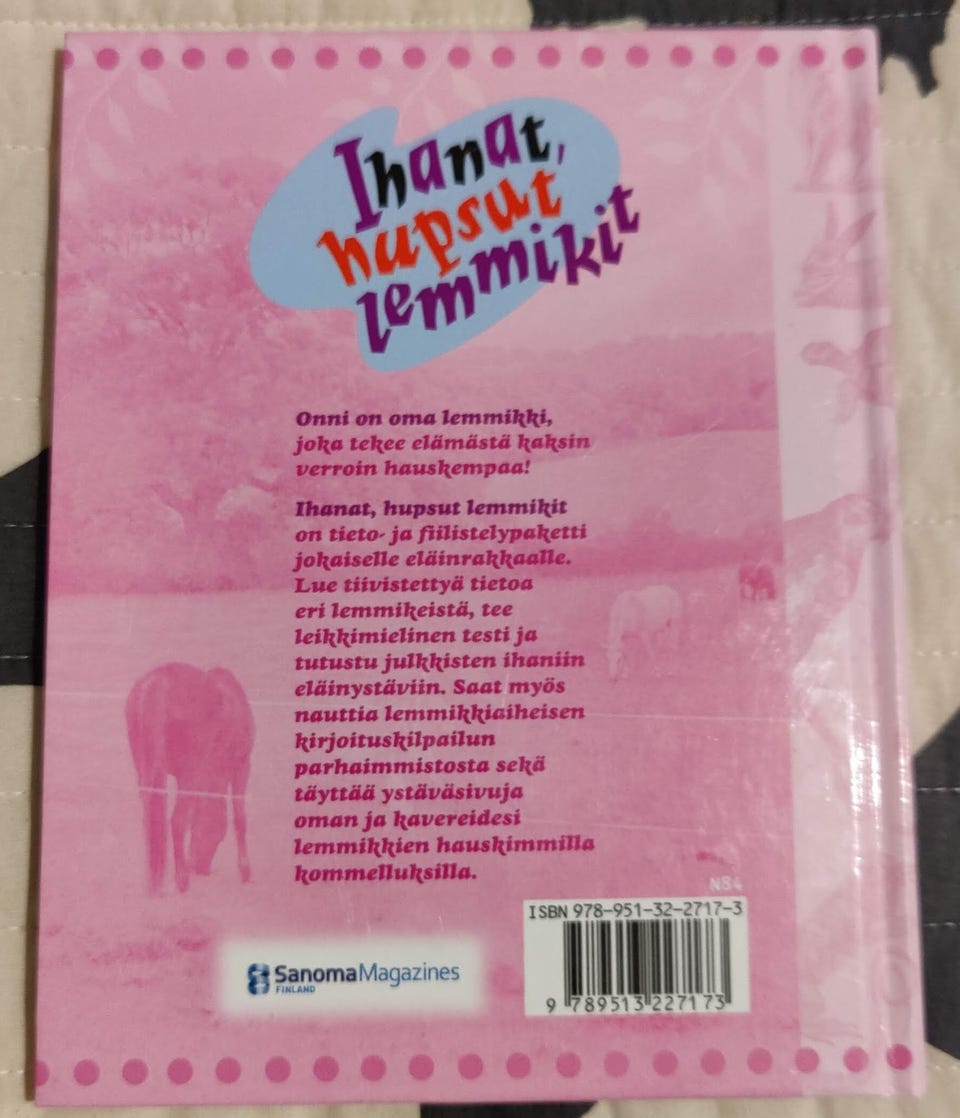 Ihanat,
hupsut
lemmikit
Onni on oma lemmikki,
joka tekee elämästä kaksin
verroin hauskempaa!
Ihanat, hupsut lemmikit
on tieto- ja fiilistelypaketti
jokaiselle eläinrakkaalle.
Lue tiivistettyä tietoa
eri lemmikeistä, tee
leikkimielinen testi ja
tutustu julkkisten ihaniin
eläinystäviin. Saat myös
nauttia lemmikkiaiheisen
kirjoituskilpailun
parhaimmistosta sekä
täyttää ystäväsivuja
oman ja kavereidesi
lemmikkien hauskimmilla
kommelluksilla.
N84
ISBN 978-951-32-2717-3
9 789513 227173
SanomaMagazines
FINLAND